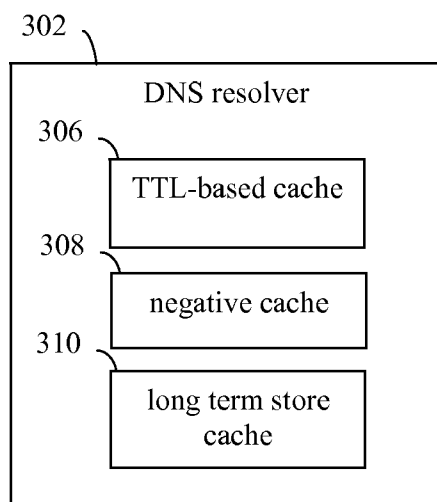 302
DNS resolver
306
TTL-based cache
308
negative cache
310
long term store
cache